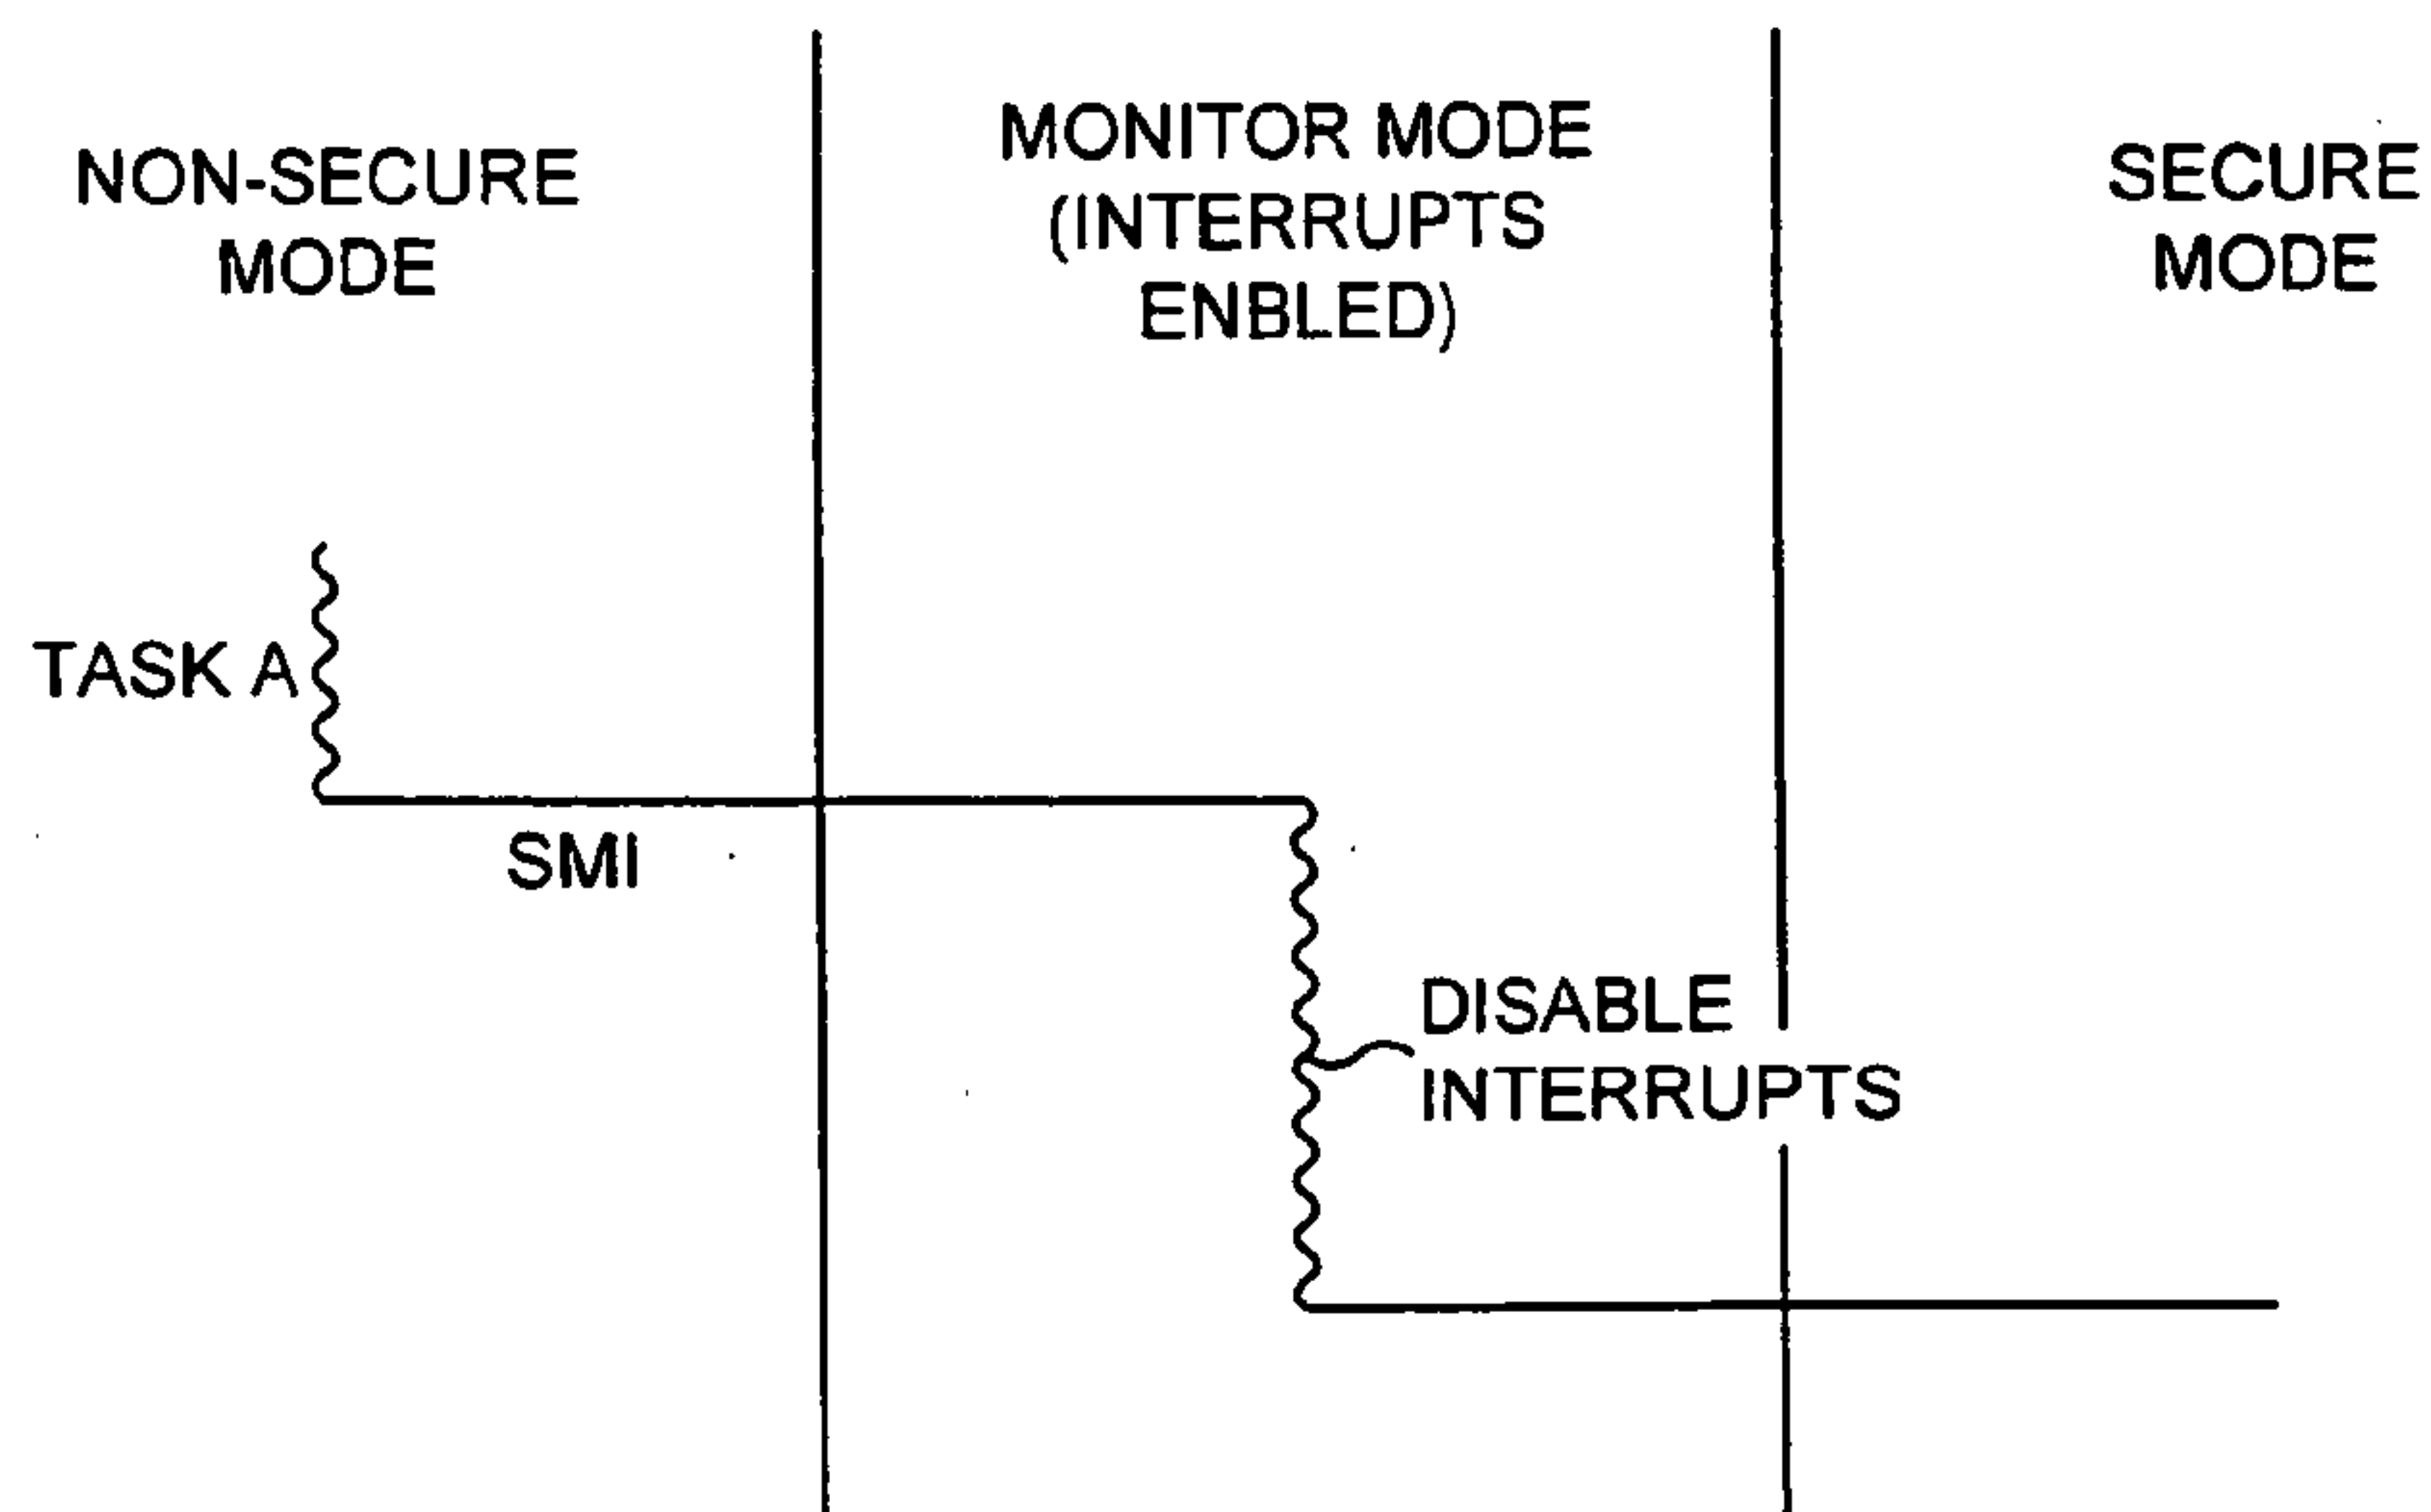 NON-SECURE
MODE
MONITOR MODE
(INTERRUPTS
ENBLED)
SECURE
MODE
TASK A
SMI
DISABLE
INTERRUPTS